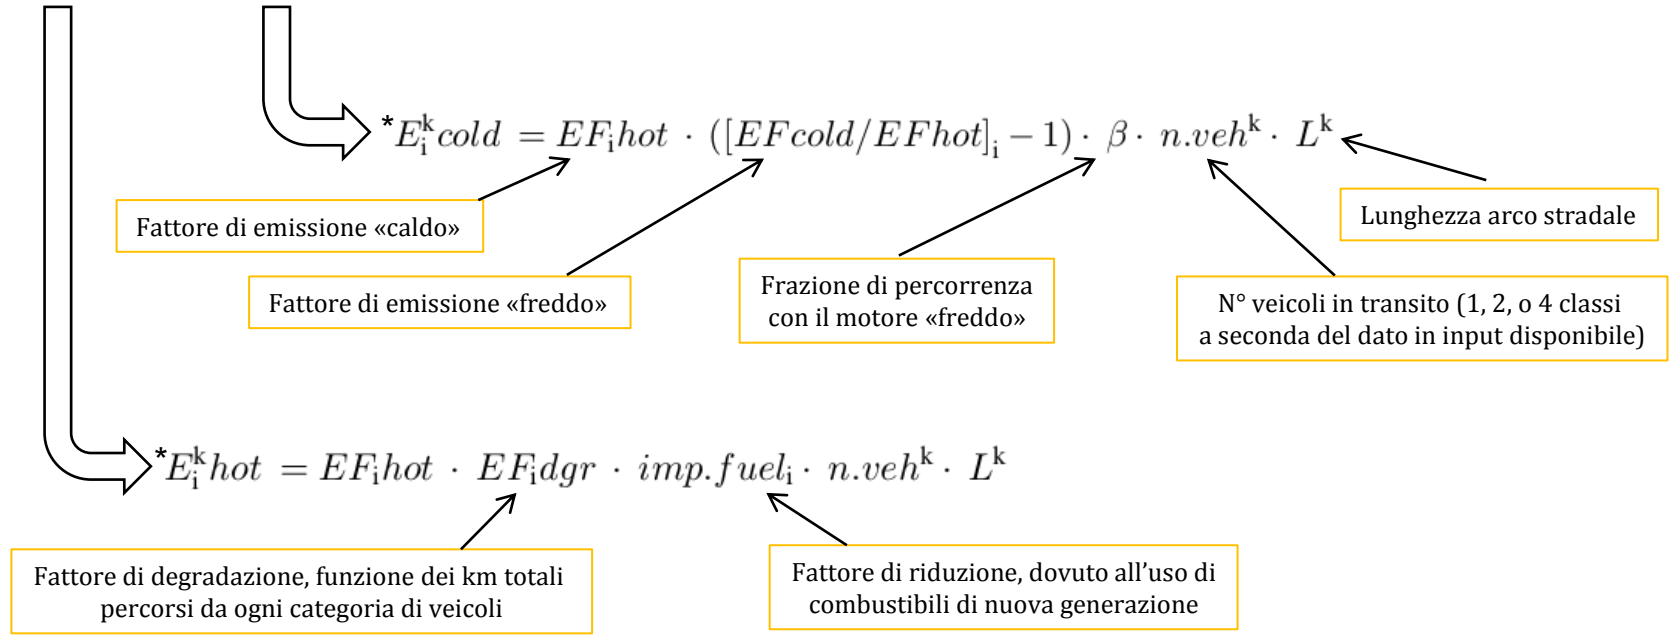 *E_i^k cold = EF_i hot · ([EFcold/EFhot]_i − 1) · β · n.veh^k · L^k
Fattore di emissione «caldo»
Lunghezza arco stradale
Fattore di emissione «freddo»
Frazione di percorrenza
con il motore «freddo»
N° veicoli in transito (1, 2, o 4 classi
a seconda del dato in input disponibile)
*E_i^k hot = EF_i hot · EF_i dgr · imp.fuel_i · n.veh^k · L^k
Fattore di degradazione, funzione dei km totali
percorsi da ogni categoria di veicoli
Fattore di riduzione, dovuto all’uso di
combustibili di nuova generazione